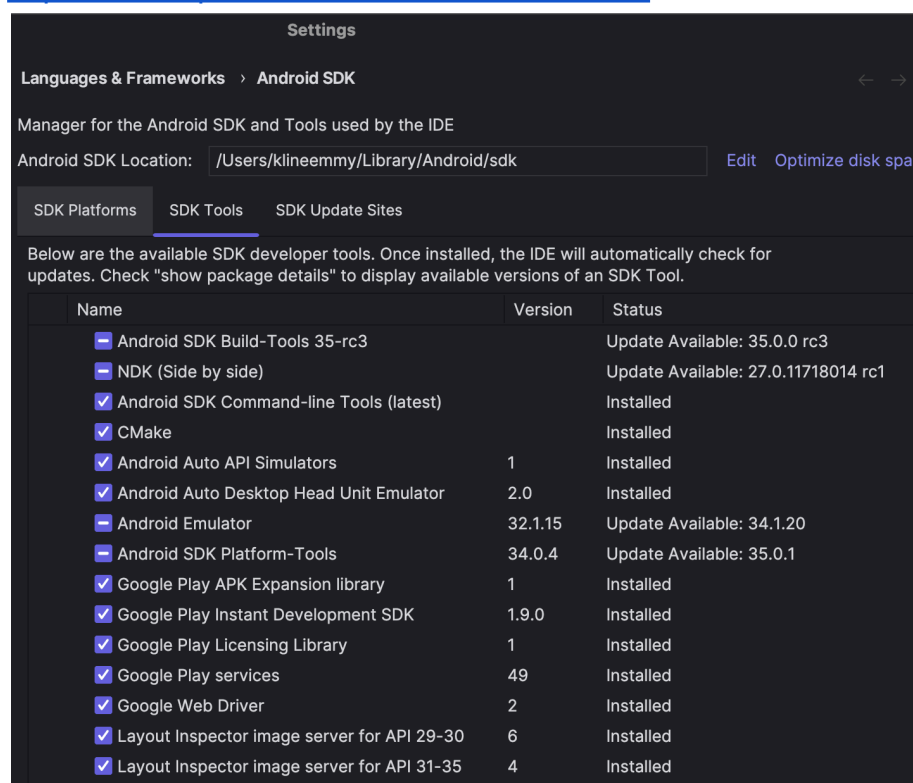 Settings
Languages & Frameworks › Android SDK
Manager for the Android SDK and Tools used by the IDE
Android SDK Location: /Users/klineemmy/Library/Android/sdk Edit Optimize disk spa
SDK Platforms SDK Tools SDK Update Sites
Below are the available SDK developer tools. Once installed, the IDE will automatically check for
updates. Check "show package details" to display available versions of an SDK Tool.
Name Version Status
Android SDK Build-Tools 35-rc3 Update Available: 35.0.0 rc3
NDK (Side by side) Update Available: 27.0.11718014 rc1
Android SDK Command-line Tools (latest) Installed
CMake Installed
Android Auto API Simulators 1 Installed
Android Auto Desktop Head Unit Emulator 2.0 Installed
Android Emulator 32.1.15 Update Available: 34.1.20
Android SDK Platform-Tools 34.0.4 Update Available: 35.0.1
Google Play APK Expansion library 1 Installed
Google Play Instant Development SDK 1.9.0 Installed
Google Play Licensing Library 1 Installed
Google Play services 49 Installed
Google Web Driver 2 Installed
Layout Inspector image server for API 29-30 6 Installed
Layout Inspector image server for API 31-35 4 Installed